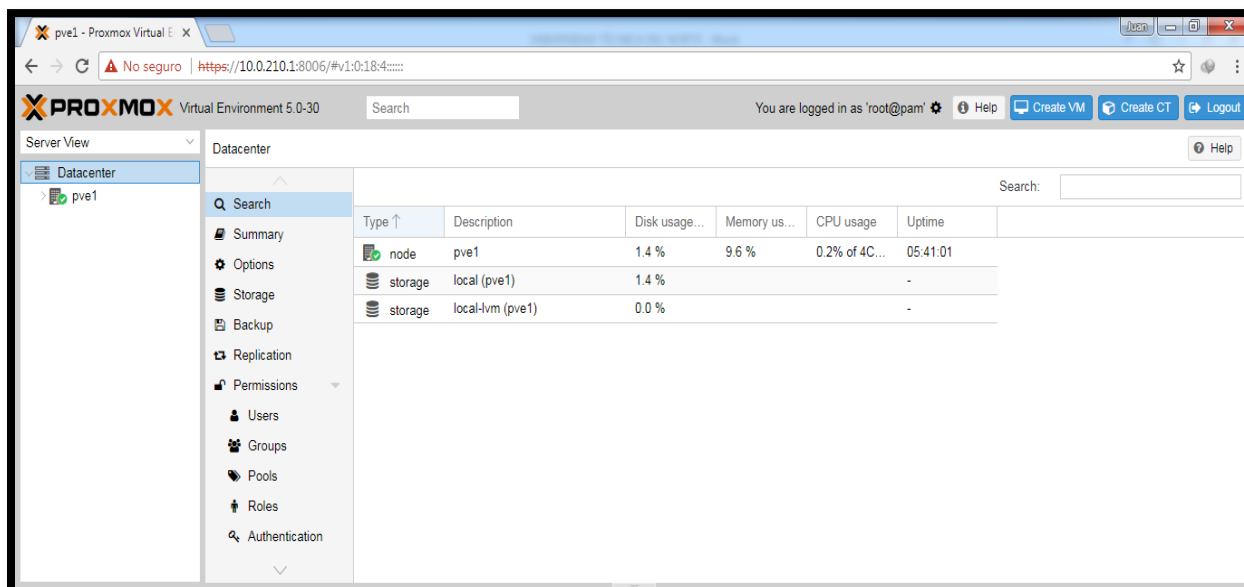 pve1 - Proxmox Virtual E
Juan
No seguro https://10.0.210.1:8006/#v1:0:18:4::::::
PROXMOX Virtual Environment 5.0-30 Search You are logged in as 'root@pam' Help Create VM Create CT Logout
Server View
Datacenter
pve1
Datacenter Help
Search
Summary
Options
Storage
Backup
Replication
Permissions
Users
Groups
Pools
Roles
Authentication
Search:
Type Description Disk usage... Memory us... CPU usage Uptime
node pve1 1.4 % 9.6 % 0.2% of 4C... 05:41:01
storage local (pve1) 1.4 % -
storage local-lvm (pve1) 0.0 % -